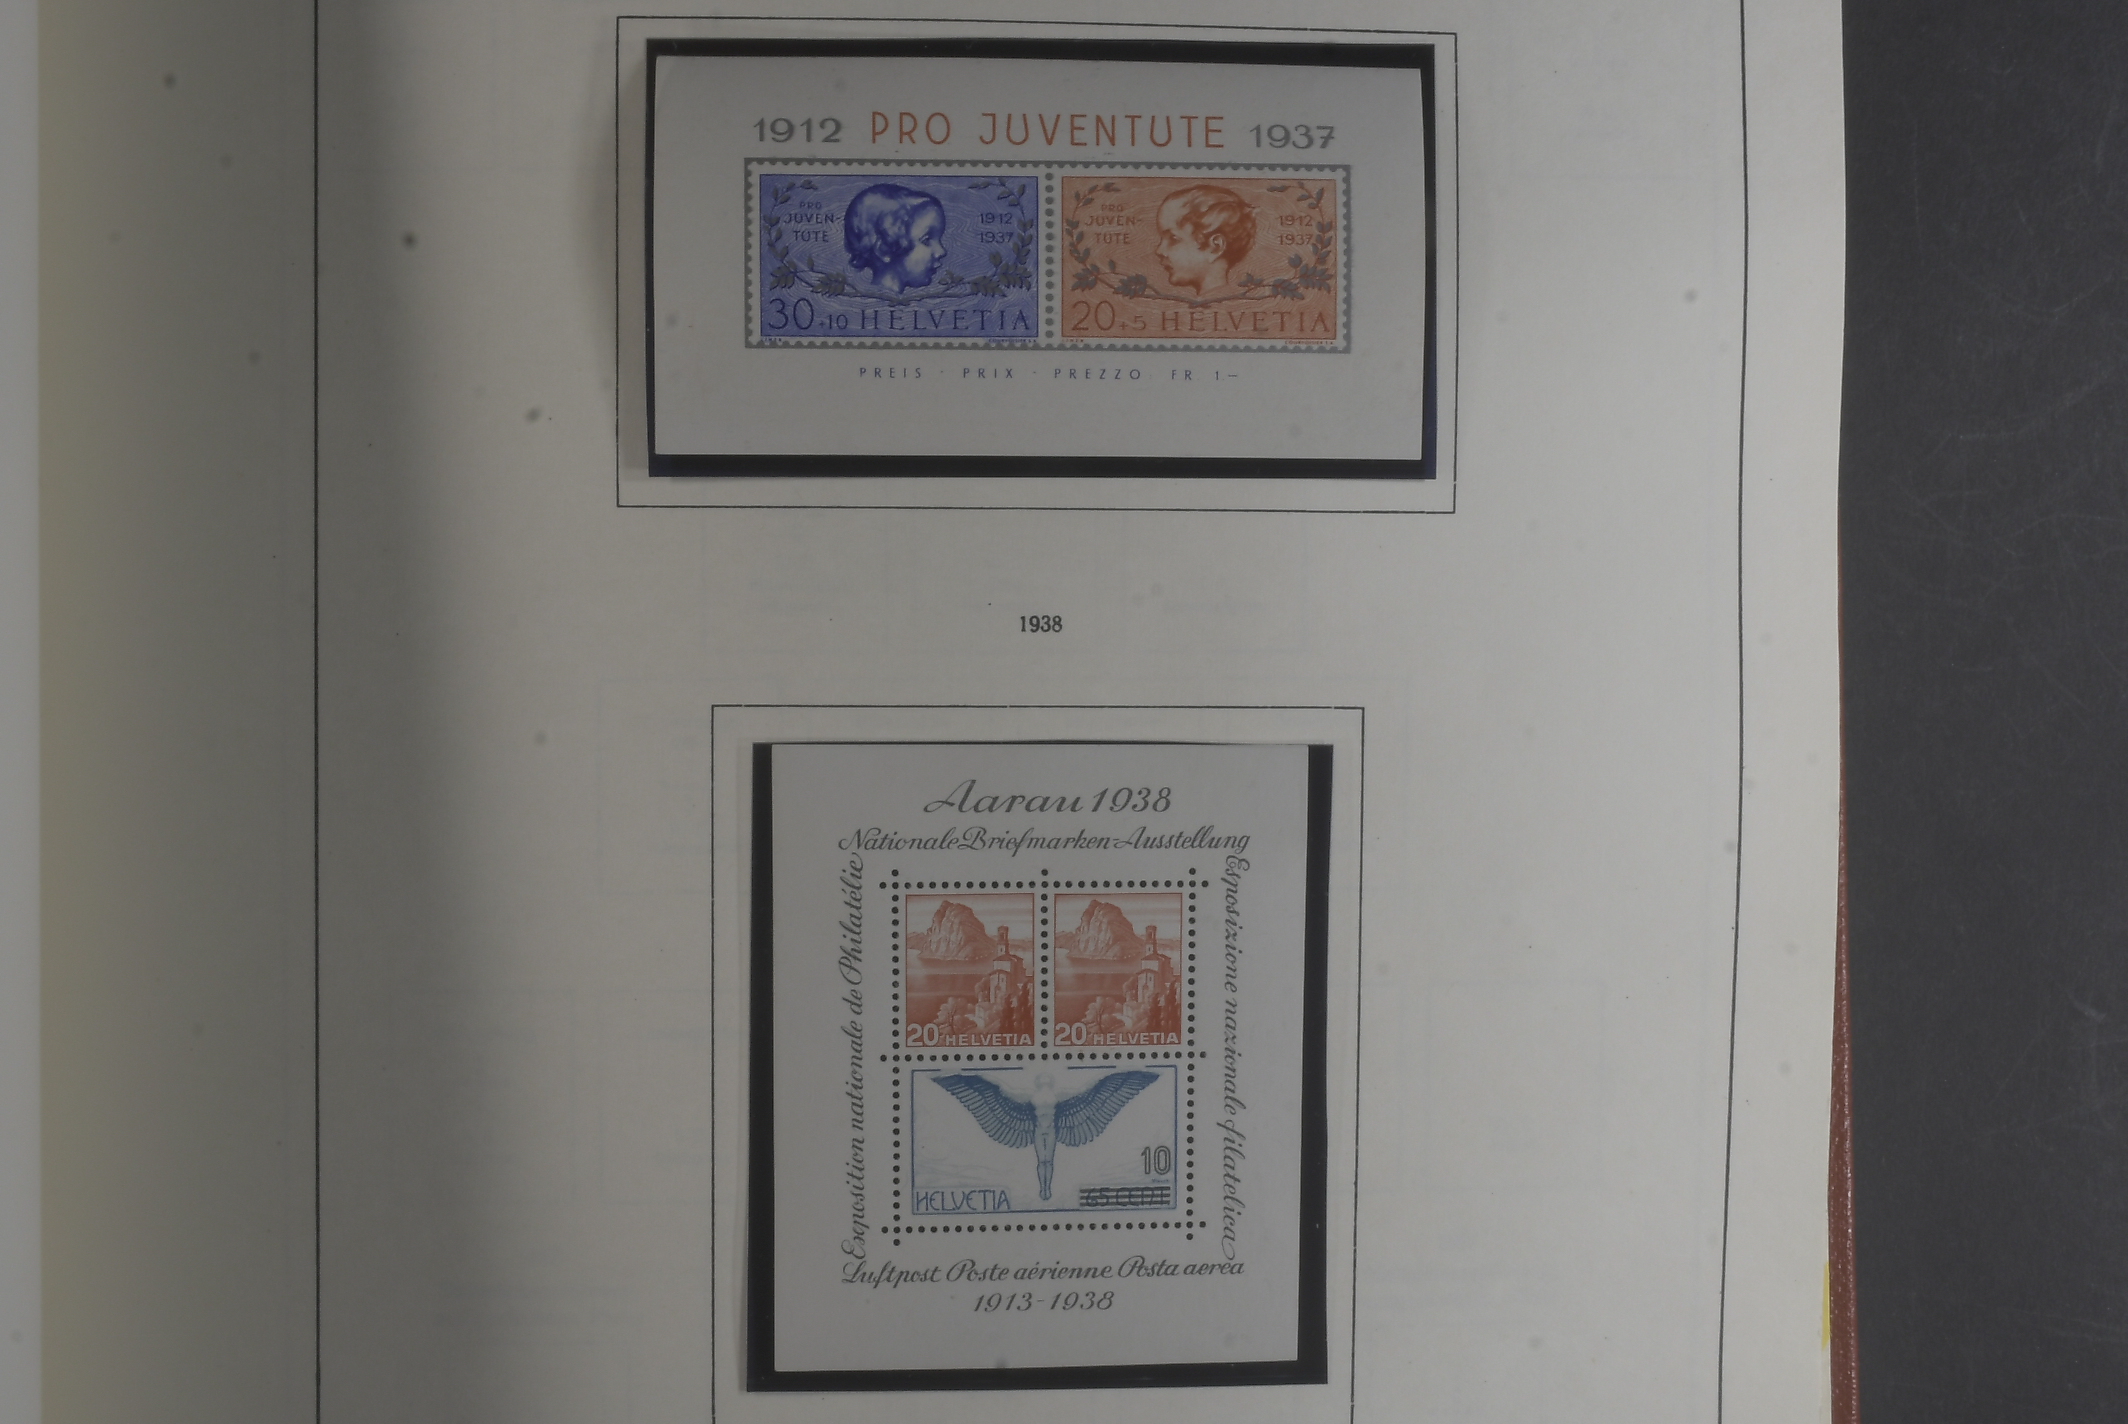 1912 PRO JUVENTUTE 1937
PRO
JUVEN-
TUTE
1912
1937
30+10 HELVETIA
PRO
JUVEN-
TUTE
1912
1937
20+5 HELVETIA
PREIS - PRIX - PREZZO FR 1.—
1938
Aarau 1938
Nationale Briefmarken-Ausstellung
Exposition nationale de Philatélie
Esposizione nazionale filatelica
20 HELVETIA
20 HELVETIA
10
HELVETIA
65 CENT
Luftpost Poste aérienne Posta aerea
1913-1938